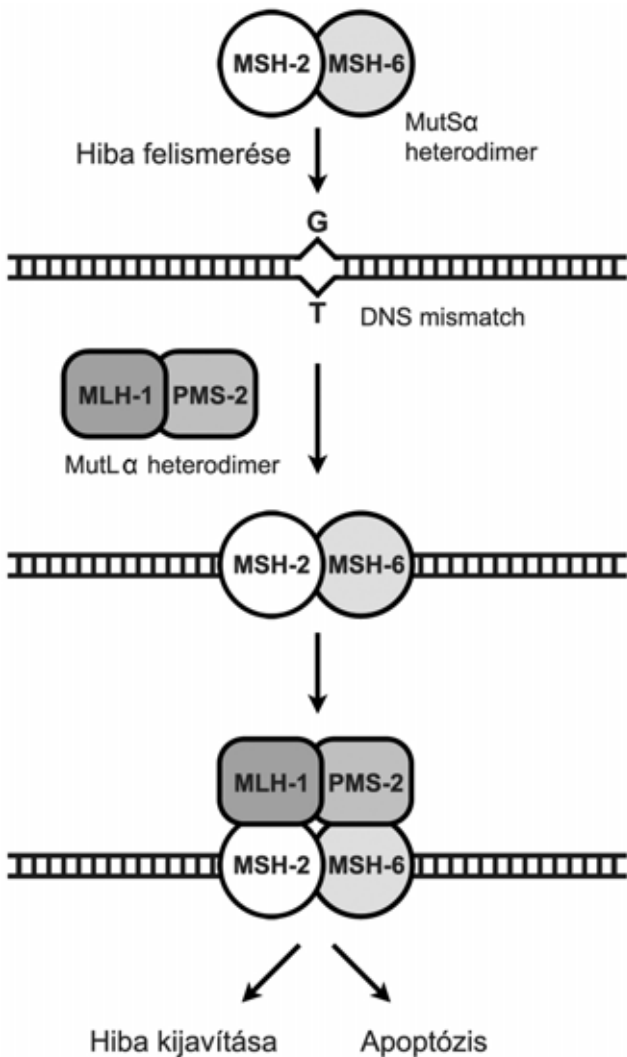 MSH-2 MSH-6
MutSα
heterodimer
Hiba felismerése
G
T
DNS mismatch
MLH-1 PMS-2
MutLα heterodimer
MSH-2 MSH-6
MLH-1 PMS-2
MSH-2 MSH-6
Hiba kijavítása Apoptózis